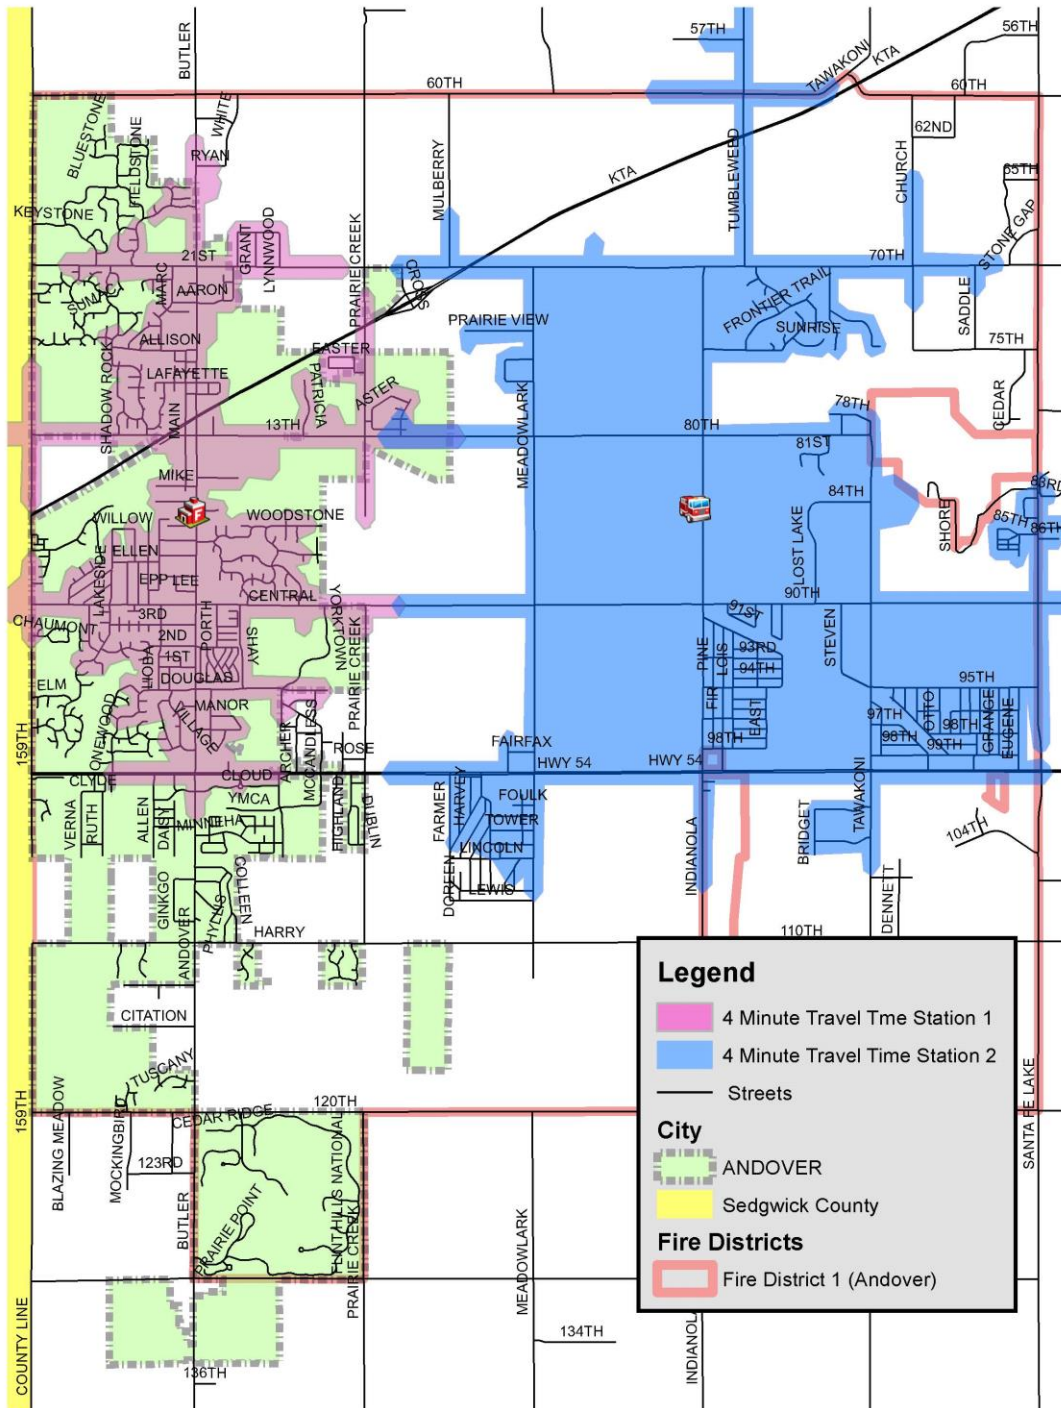 57TH
56TH
BUTLER
TAWAKONI
KTA
60TH
60TH
WHITE
BLUESTONE
FIELDSTONE
62ND
RYAN
MULBERRY
KTA
TUMBLEWEED
CHURCH
65TH
KEYSTONE
STONE GAP
21ST
GRANT
LYNNWOOD
PRAIRIE CREEK
70TH
SUMAC
MARC
AARON
CROSS
FRONTIER TRAIL
SADDLE
PRAIRIE VIEW
SUNRISE
ALLISON
EASTER
75TH
SHADOW ROCK
LAFAYETTE
PATRICIA
ASTER
MEADOWLARK
CEDAR
MAIN
13TH
80TH
78TH
81ST
MIKE
84TH
83RD
WILLOW
WOODSTONE
SHORE
85TH
86TH
LAKESIDE
ELLEN
LOST LAKE
EPP
LEE
CENTRAL
90TH
3RD
91ST
CHAUMONT
PORTH
YORKTOWN
2ND
SHAY
PRAIRIE CREEK
PINE
LOIS
93RD
STEVEN
LIOBA
1ST
94TH
ELM
DOUGLAS
95TH
FIR
EAST
ONEWOOD
MANOR
VILLAGE
ARCHER
MCCANDLESS
97TH
OTTO
98TH
GRANGE
EUGENE
159TH
ROSE
FAIRFAX
98TH
98TH
99TH
HWY 54
HWY 54
CLYDE
CLOUD
YMCA
HIGHLAND
DUBLIN
FARMER
HARVEY
FOULK
TAWAKONI
VERNA
RUTH
ALLEN
DAISY
MINNEHA
TOWER
BRIDGET
104TH
LINCOLN
INDIANOLA
GINKGO
COLLEEN
DOREEN
LEWIS
DENNETT
ANDOVER
PHYLLIS
HARRY
110TH
Legend
4 Minute Travel Tme Station 1
4 Minute Travel Time Station 2
Streets
City
ANDOVER
Sedgwick County
Fire Districts
Fire District 1 (Andover)
CITATION
TUSCANY
159TH
BLAZING MEADOW
MOCKINGBIRD
120TH
CEDAR RIDGE
SANTA FE LAKE
123RD
BUTLER
PRAIRIE POINT
FLINT HILLS NATIONAL
PRAIRIE CREEK
MEADOWLARK
INDIANOLA
COUNTY LINE
134TH
136TH